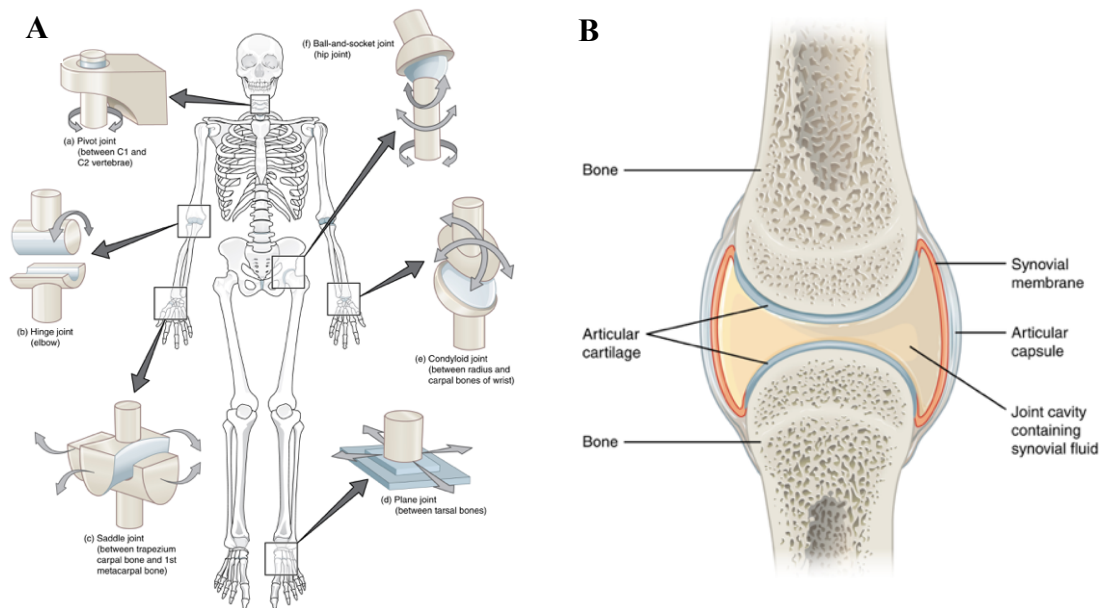 A
(a) Pivot joint
(between C1 and
C2 vertebrae)
(f) Ball-and-socket joint
(hip joint)
(b) Hinge joint
(elbow)
(e) Condyloid joint
(between radius and
carpal bones of wrist)
(c) Saddle joint
(between trapezium
carpal bone and 1st
metacarpal bone)
(d) Plane joint
(between tarsal bones)
B
Bone
Synovial
membrane
Articular
cartilage
Articular
capsule
Joint cavity
containing
synovial fluid
Bone